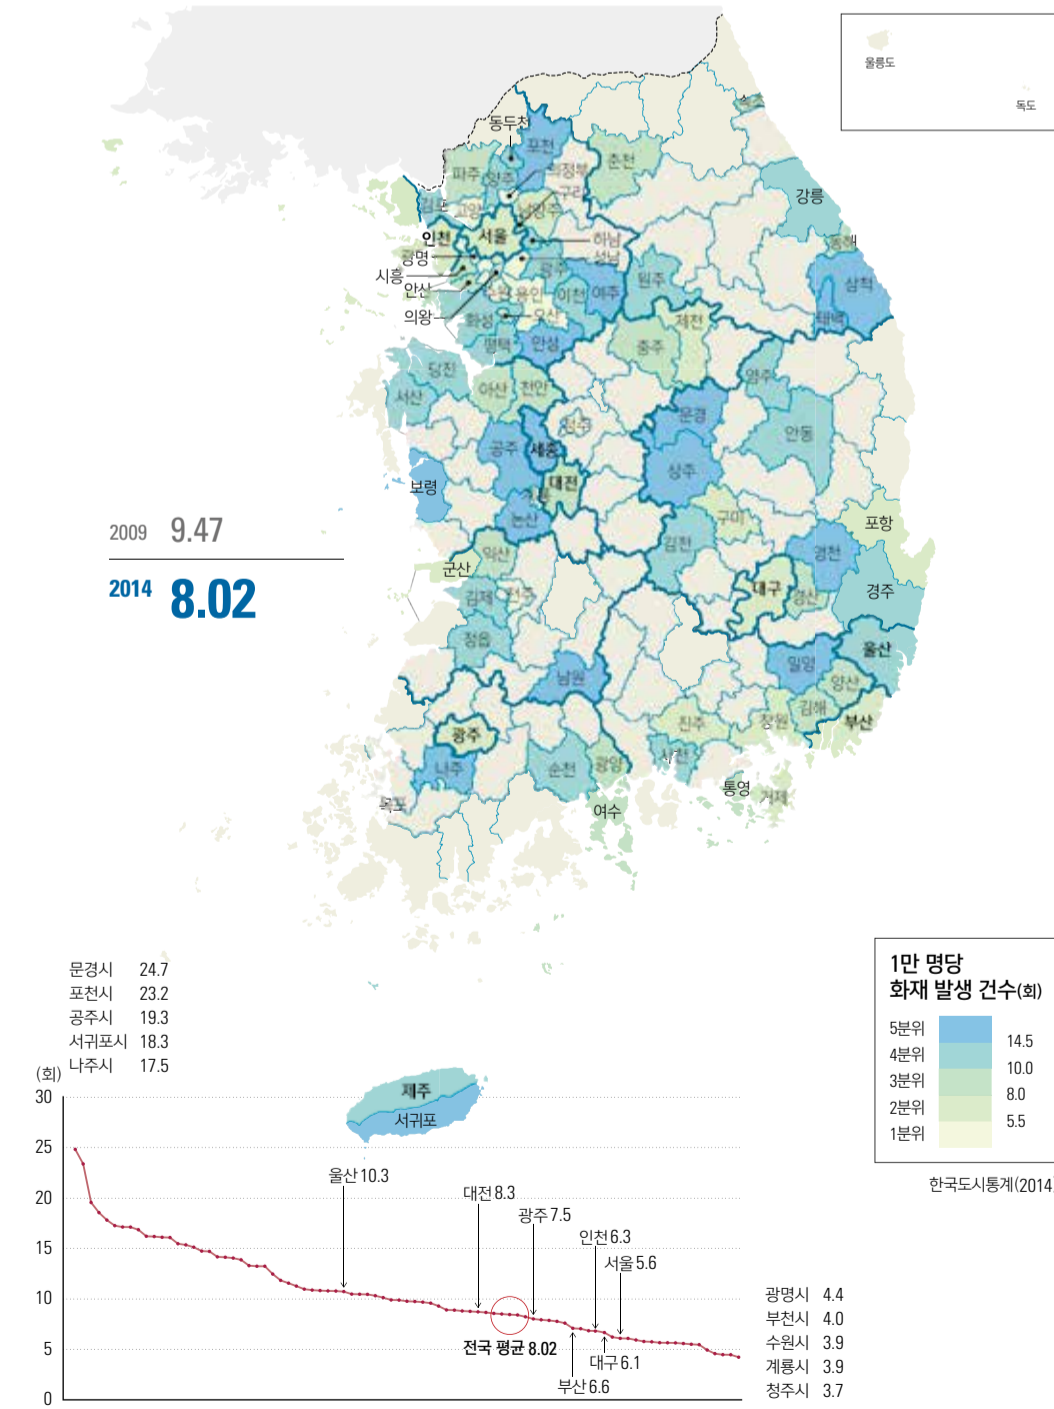 울릉도
독도
속초
동두천
포천
춘천
파주
양주
의정부
구리
강릉
김포
고양
남양주
인천
서울
하남
동해
광명
성남
시흥
광주
원주
삼척
안산
수원
용인
이천
여주
의왕
오산
화성
제천
태백
평택
안성
충주
당진
영주
아산
천안
서산
문경
청주
안동
공주
세종
상주
보령
대전
계룡
논산
구미
포항
2009 9.47
김천
영천
익산
군산
2014 8.02
대구
경산
경주
김제
전주
정읍
울산
밀양
남원
양산
김해
진주
창원
부산
광주
사천
나주
순천
광양
통영
거제
목포
여수
문경시 24.7
포천시 23.2
공주시 19.3
서귀포시 18.3
나주시 17.5
1만 명당
화재 발생 건수(회)
5분위
14.5
4분위
10.0
3분위
8.0
2분위
5.5
1분위
한국도시통계(2014)
제주
서귀포
(회)
30
25
20
15
10
5
0
울산 10.3
대전 8.3
광주 7.5
인천 6.3
서울 5.6
전국 평균 8.02
대구 6.1
부산 6.6
광명시 4.4
부천시 4.0
수원시 3.9
계룡시 3.9
청주시 3.7